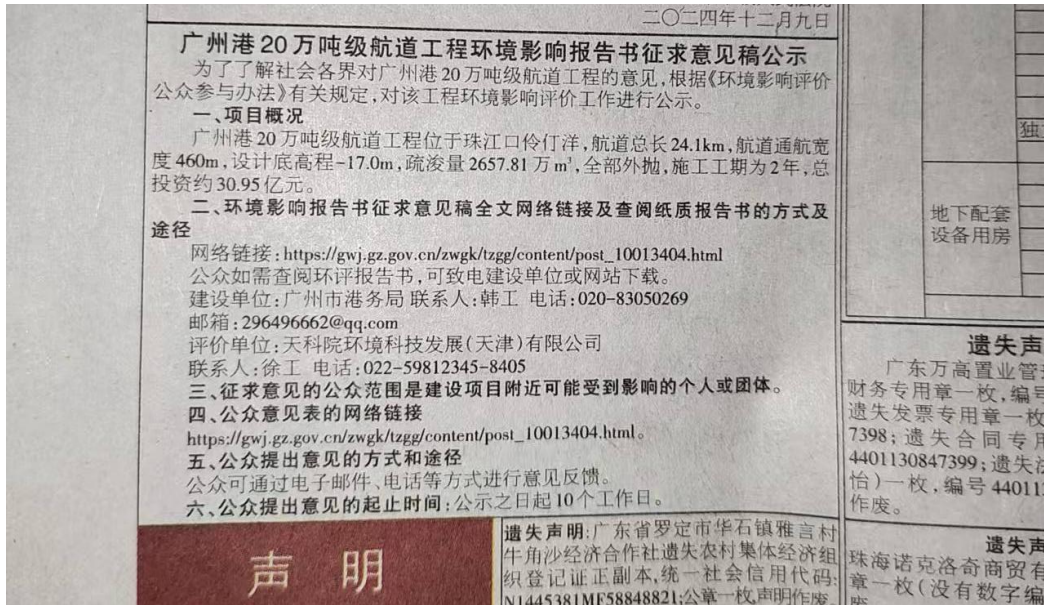 二〇二四年十二月九日
广州港20万吨级航道工程环境影响报告书征求意见稿公示
为了了解社会各界对广州港20万吨级航道工程的意见，根据《环境影响评价
公众参与办法》有关规定，对该工程环境影响评价工作进行公示。
一、项目概况
广州港20万吨级航道工程位于珠江口伶仃洋，航道总长24.1km，航道通航宽
度460m，设计底高程-17.0m，疏浚量2657.81万m³，全部外抛，施工工期为2年，总
投资约30.95亿元。
二、环境影响报告书征求意见稿全文网络链接及查阅纸质报告书的方式及
途径
网络链接：https://gwj.gz.gov.cn/zwgk/tzgg/content/post_10013404.html
公众如需查阅环评报告书，可致电建设单位或网站下载。
建设单位：广州市港务局 联系人：韩工 电话：020-83050269
邮箱：296496662@qq.com
评价单位：天科院环境科技发展（天津）有限公司
联系人：徐工 电话：022-59812345-8405
三、征求意见的公众范围是建设项目附近可能受到影响的个人或团体。
四、公众意见表的网络链接
https://gwj.gz.gov.cn/zwgk/tzgg/content/post_10013404.html。
五、公众提出意见的方式和途径
公众可通过电子邮件、电话等方式进行意见反馈。
六、公众提出意见的起止时间：公示之日起10个工作日。
声 明
遗失声明：广东省罗定市华石镇雅言村
牛角沙经济合作社遗失农村集体经济组
织登记证正副本，统一社会信用代码：
N1445381MF58848821；公章一枚，声明作废。
独
地下配套
设备用房
遗失声
广东万高置业管
财务专用章一枚，编号
遗失发票专用章一枚
7398；遗失合同专用
4401130847399；遗失
怡）一枚，编号44011
作废。
遗失声
珠海诺克洛奇商贸有
章一枚（没有数字编